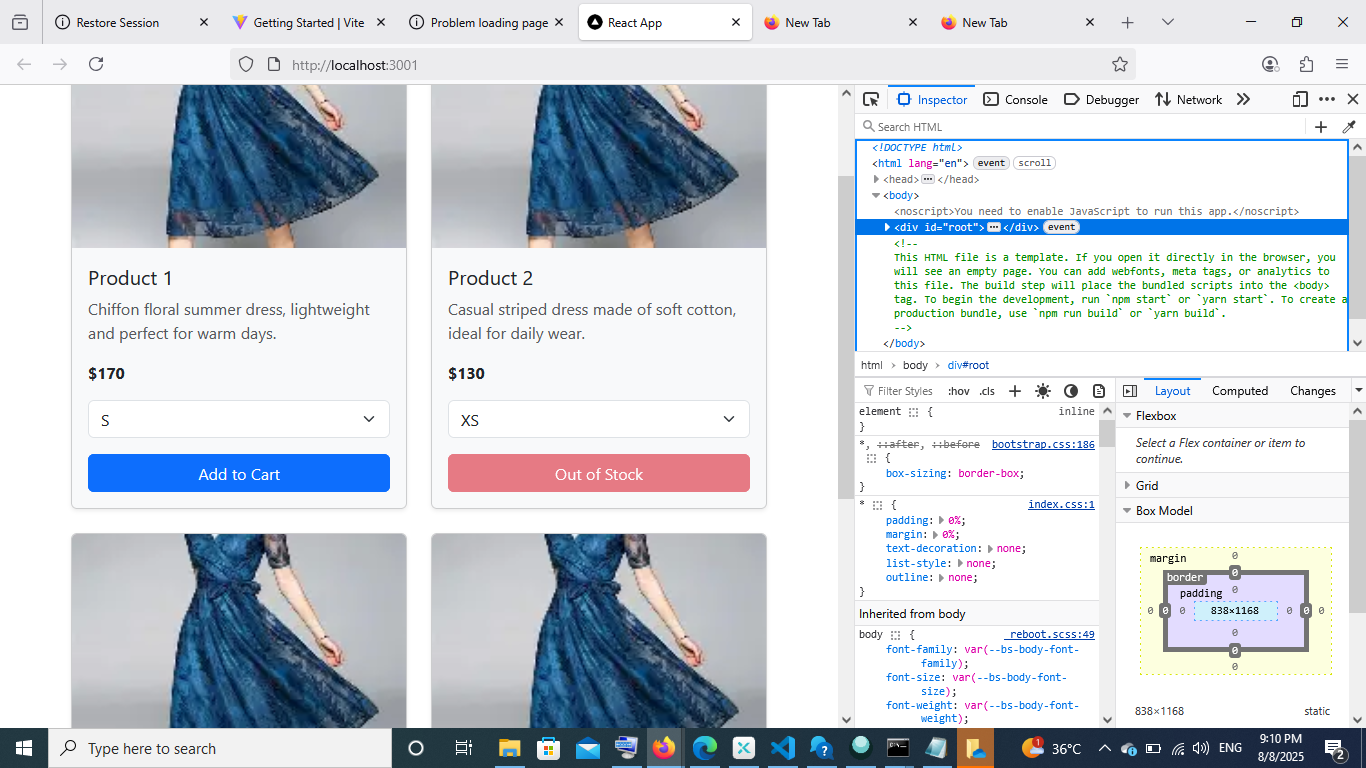 Restore Session
Getting Started | Vite
Problem loading page
React App
New Tab
New Tab
http://localhost:3001
Product 1
Chiffon floral summer dress, lightweight
and perfect for warm days.
$170
S
Add to Cart
Product 2
Casual striped dress made of soft cotton,
ideal for daily wear.
$130
XS
Out of Stock
Inspector
Console
Debugger
Network
Search HTML
<!DOCTYPE html>
<html lang="en"> event scroll
<head> ⋯ </head>
<body>
<noscript>You need to enable JavaScript to run this app.</noscript>
<div id="root"> ⋯ </div> event
<!--
This HTML file is a template. If you open it directly in the browser, you
will see an empty page. You can add webfonts, meta tags, or analytics to
this file. The build step will place the bundled scripts into the <body>
tag. To begin the development, run `npm start` or `yarn start`. To create a
production bundle, use `npm run build` or `yarn build`.
-->
</body>
html › body › div#root
Filter Styles :hov .cls
element { inline
}
*, ::after, ::before bootstrap.css:186
{
box-sizing: border-box;
}
* { index.css:1
padding: 0%;
margin: 0%;
text-decoration: none;
list-style: none;
outline: none;
}
Inherited from body
body { _reboot.scss:49
font-family: var(--bs-body-font-
family);
font-size: var(--bs-body-font-
size);
font-weight: var(--bs-body-font-
weight);
Layout Computed Changes
Flexbox
Select a Flex container or item to
continue.
Grid
Box Model
margin 0
border 0
padding 0
0 0 0 838×1168 0 0 0
0
0
0
838×1168 static
Type here to search
1
36°C
ENG
9:10 PM
8/8/2025
2